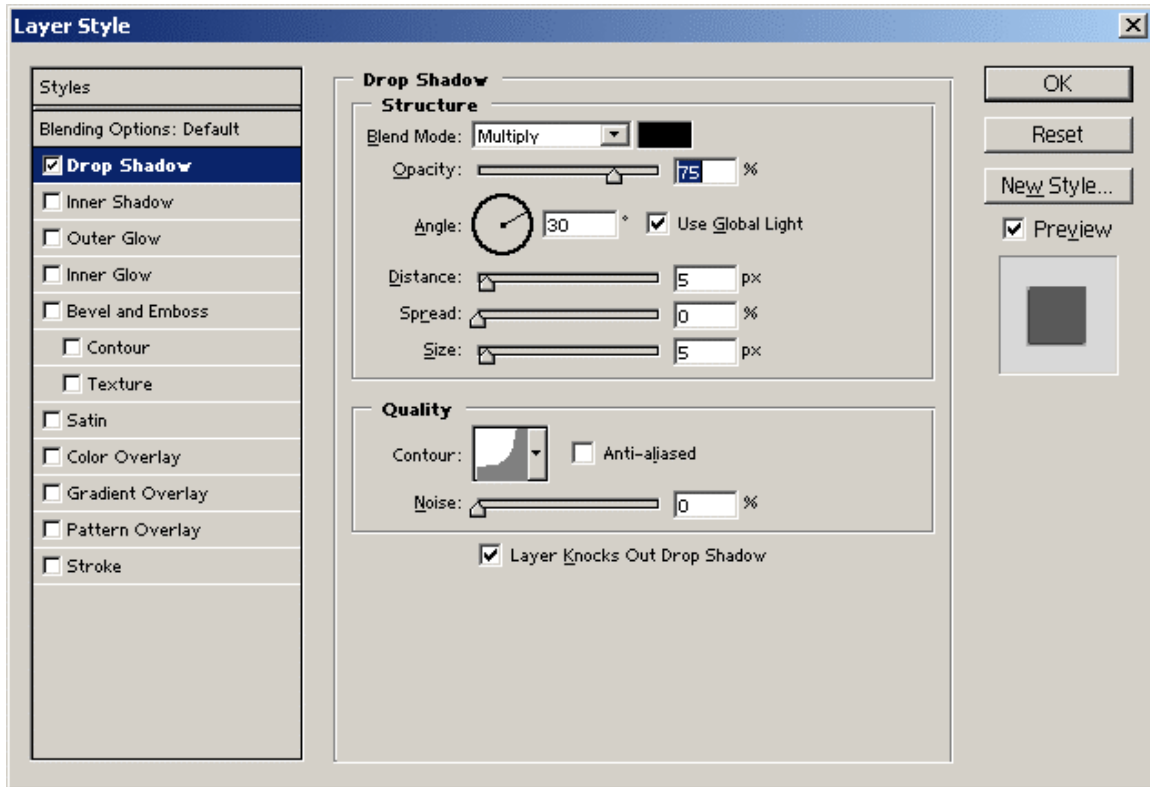 Layer Style
Styles
Blending Options: Default
Drop Shadow
Inner Shadow
Outer Glow
Inner Glow
Bevel and Emboss
Contour
Texture
Satin
Color Overlay
Gradient Overlay
Pattern Overlay
Stroke
Drop Shadow
Structure
Blend Mode: Multiply
Opacity: 75 %
Angle: 30 ° Use Global Light
Distance: 5 px
Spread: 0 %
Size: 5 px
Quality
Contour: Anti-aliased
Noise: 0 %
Layer Knocks Out Drop Shadow
OK
Reset
New Style...
Preview